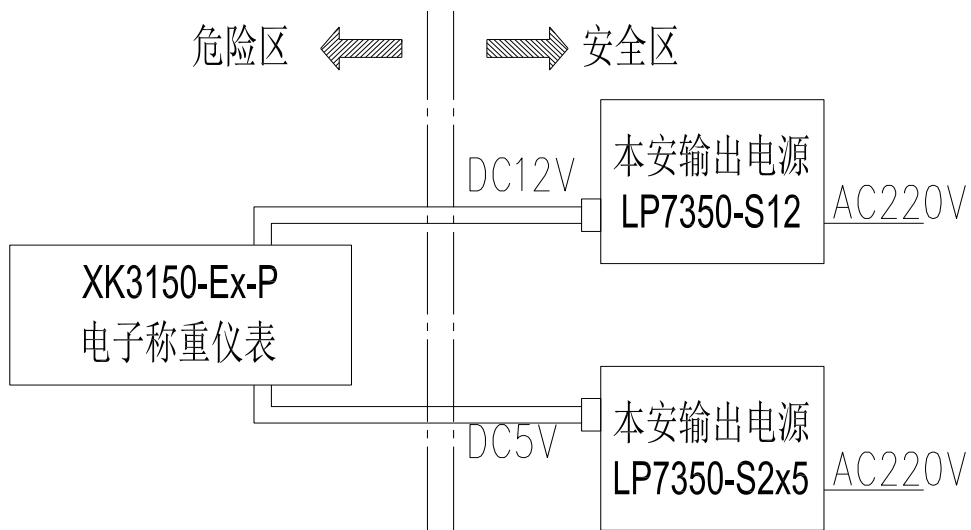 危险区
安全区
本安输出电源
LP7350-S12
DC12V
AC220V
XK3150-Ex-P
电子称重仪表
本安输出电源
LP7350-S2x5
DC5V
AC220V